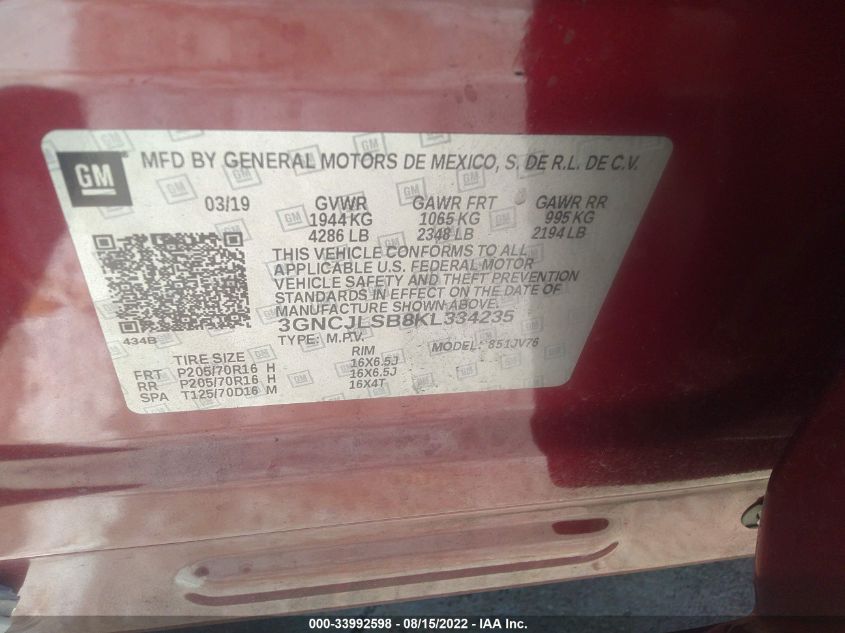 GM
MFD BY GENERAL MOTORS DE MEXICO, S. DE R.L. DE C.V.
03/19 GVWR GAWR FRT GAWR RR
1944 KG 1065 KG 995 KG
4286 LB 2348 LB 2194 LB
THIS VEHICLE CONFORMS TO ALL
APPLICABLE U.S. FEDERAL MOTOR
VEHICLE SAFETY AND THEFT PREVENTION
STANDARDS IN EFFECT ON THE DATE OF
MANUFACTURE SHOWN ABOVE.
3GNCJLSB8KL334235
434B TYPE: M.P.V. MODEL: 851JV76
TIRE SIZE RIM
FRT P205/70R16 H 16X6.5J
RR P205/70R16 H 16X6.5J
SPA T125/70D16 M 16X4T
000-33992598 - 08/15/2022 - IAA Inc.